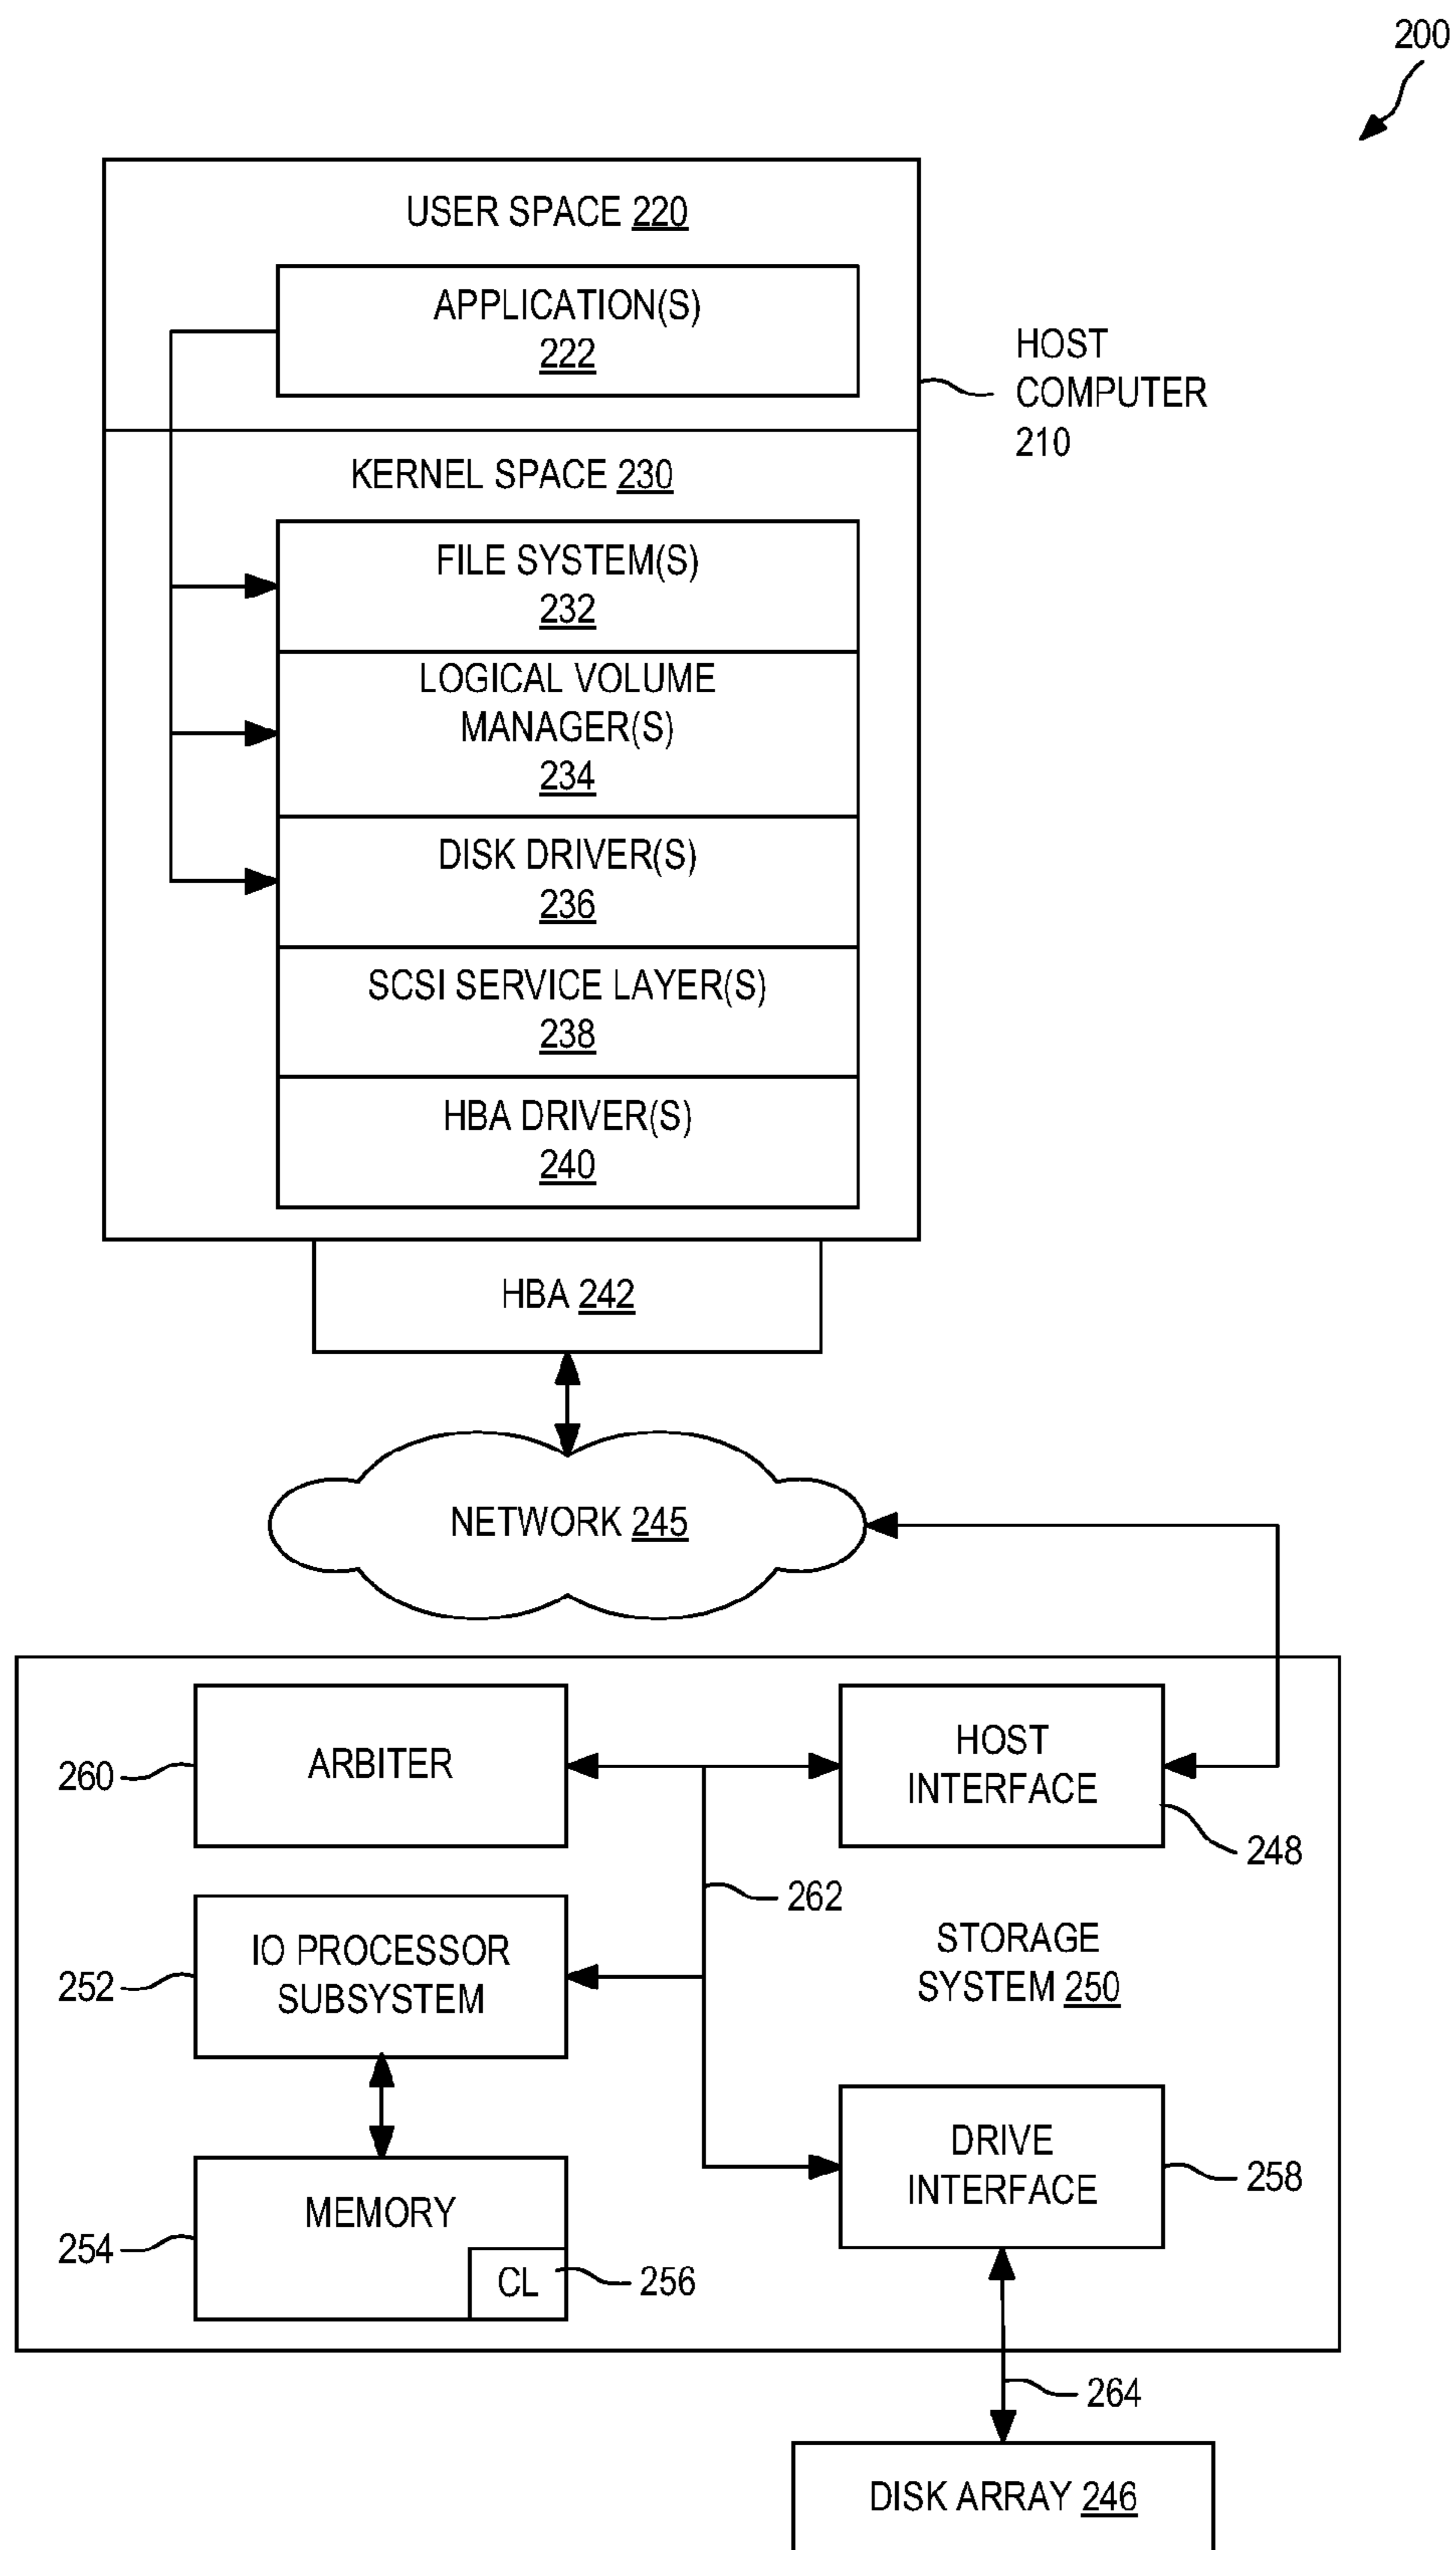 200
USER SPACE 220
APPLICATION(S)
222
HOST
COMPUTER
210
KERNEL SPACE 230
FILE SYSTEM(S)
232
LOGICAL VOLUME
MANAGER(S)
234
DISK DRIVER(S)
236
SCSI SERVICE LAYER(S)
238
HBA DRIVER(S)
240
HBA 242
NETWORK 245
260
ARBITER
HOST
INTERFACE
248
262
252
IO PROCESSOR
SUBSYSTEM
STORAGE
SYSTEM 250
DRIVE
INTERFACE
258
254
MEMORY
CL
256
264
DISK ARRAY 246